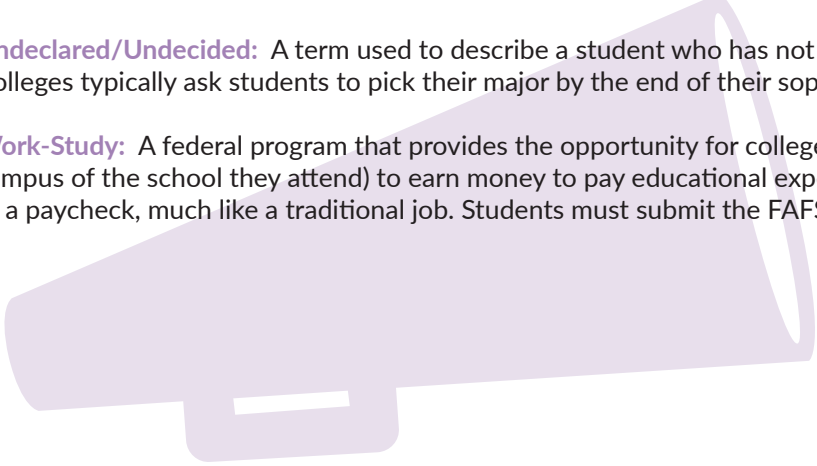 ndeclared/Undecided: A term used to describe a student who has not
olleges typically ask students to pick their major by the end of their sop
Work-Study: A federal program that provides the opportunity for college
mpus of the school they attend) to earn money to pay educational exp
a paycheck, much like a traditional job. Students must submit the FAFS